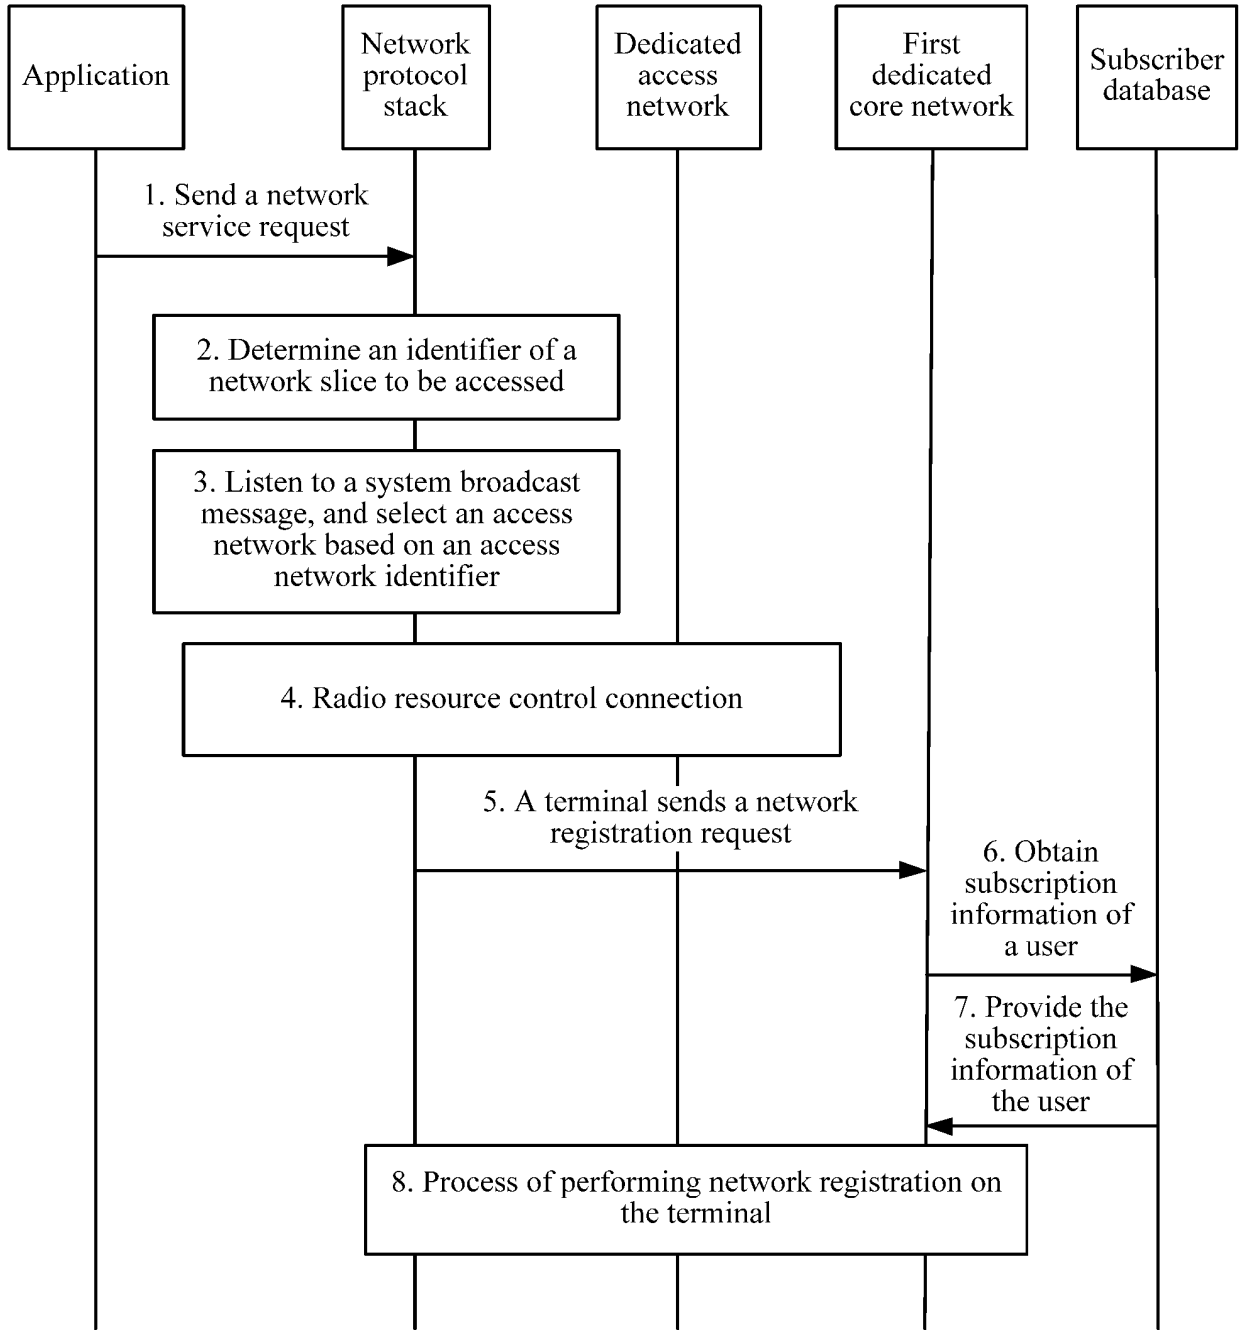 Application
Network
protocol
stack
Dedicated
access
network
First
dedicated
core network
Subscriber
database
1. Send a network
service request
2. Determine an identifier of a
network slice to be accessed
3. Listen to a system broadcast
message, and select an access
network based on an access
network identifier
4. Radio resource control connection
5. A terminal sends a network
registration request
6. Obtain
subscription
information of
a user
7. Provide the
subscription
information of
the user
8. Process of performing network registration on
the terminal